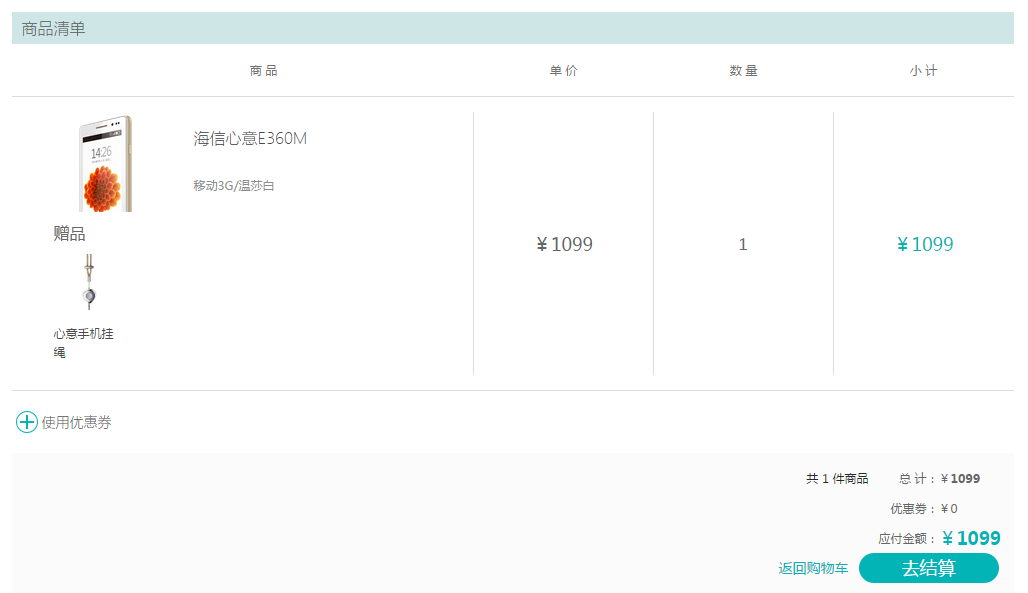 商品清单
商 品 单 价 数 量 小 计
14:26
海信心意E360M
移动3G/温莎白
赠品
¥ 1099 1 ¥ 1099
心意手机挂
绳
使用优惠券
共 1 件商品 总 计：¥ 1099
优惠券：¥ 0
应付金额：¥ 1099
返回购物车 去结算